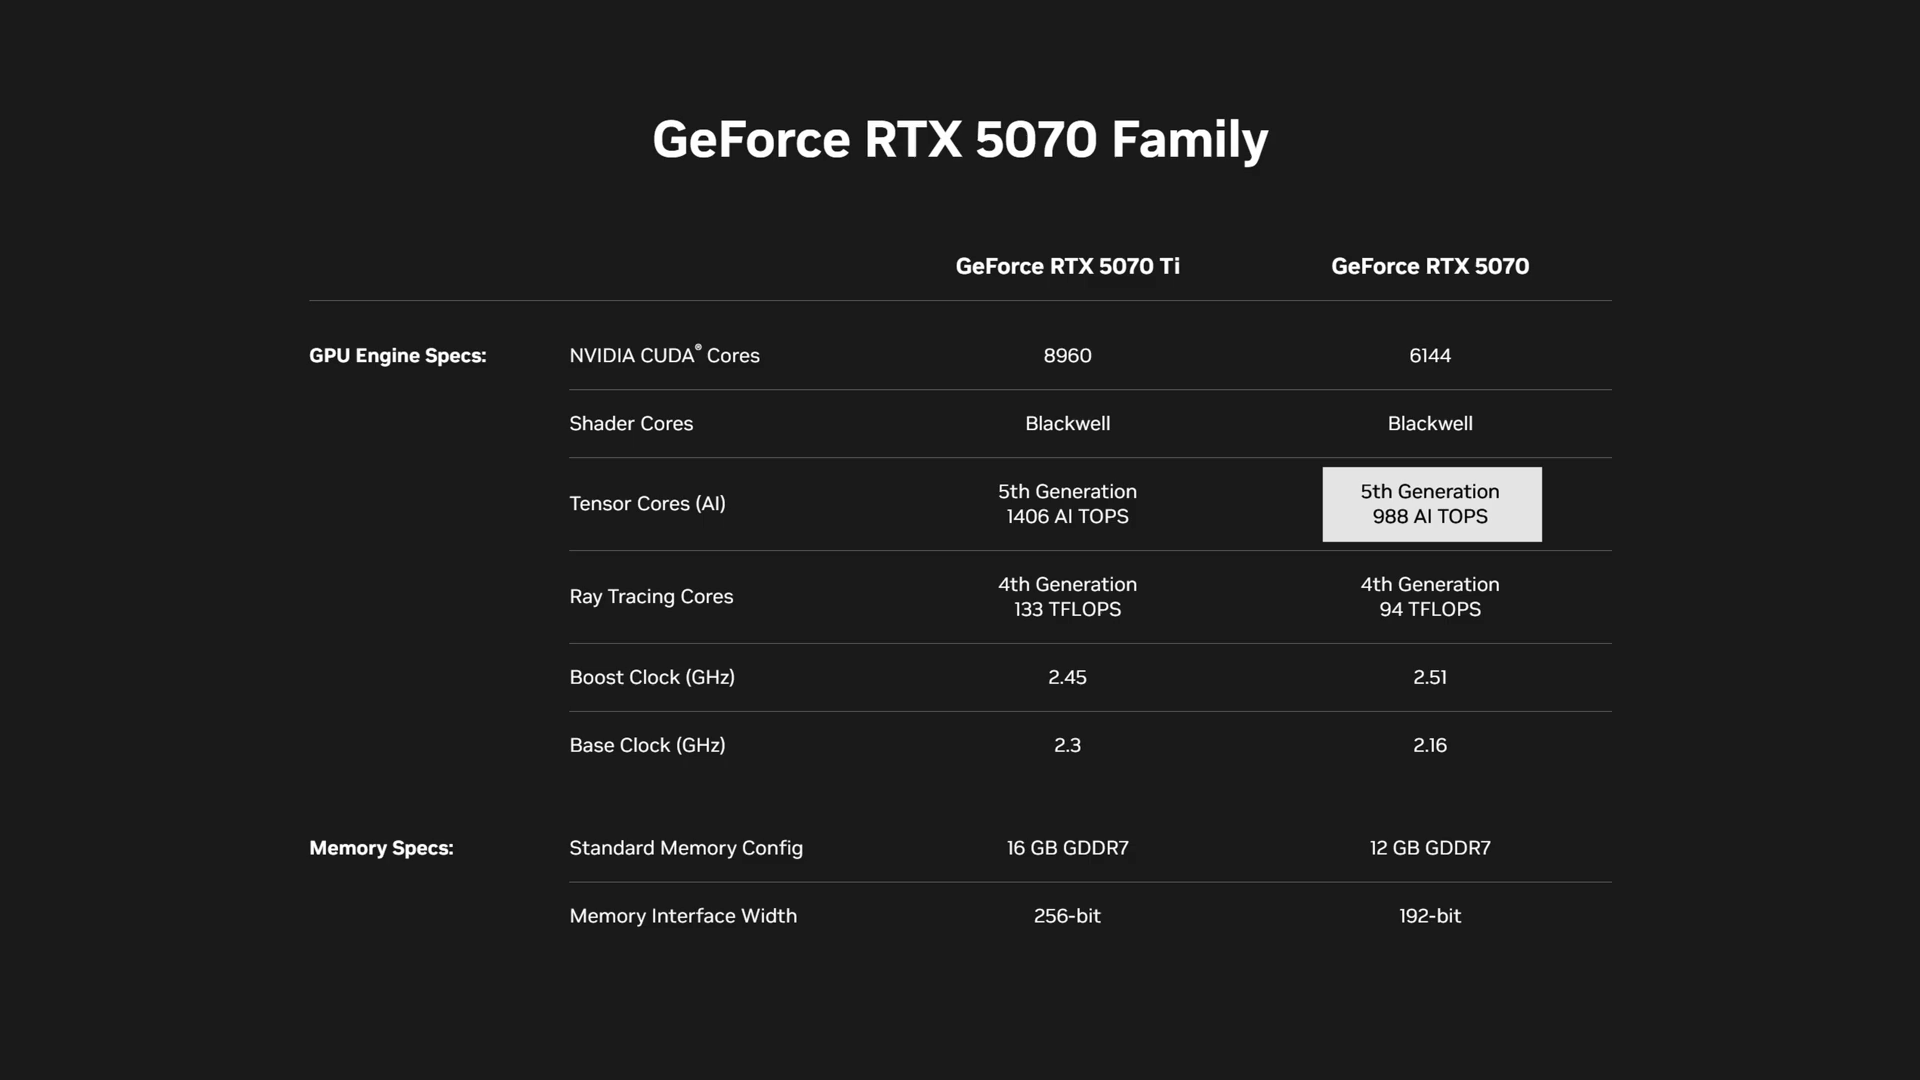 GeForce RTX 5070 Family
GeForce RTX 5070 Ti GeForce RTX 5070
GPU Engine Specs: NVIDIA CUDA® Cores 8960 6144
Shader Cores Blackwell Blackwell
Tensor Cores (AI) 5th Generation 5th Generation
1406 AI TOPS 988 AI TOPS
Ray Tracing Cores 4th Generation 4th Generation
133 TFLOPS 94 TFLOPS
Boost Clock (GHz) 2.45 2.51
Base Clock (GHz) 2.3 2.16
Memory Specs: Standard Memory Config 16 GB GDDR7 12 GB GDDR7
Memory Interface Width 256-bit 192-bit